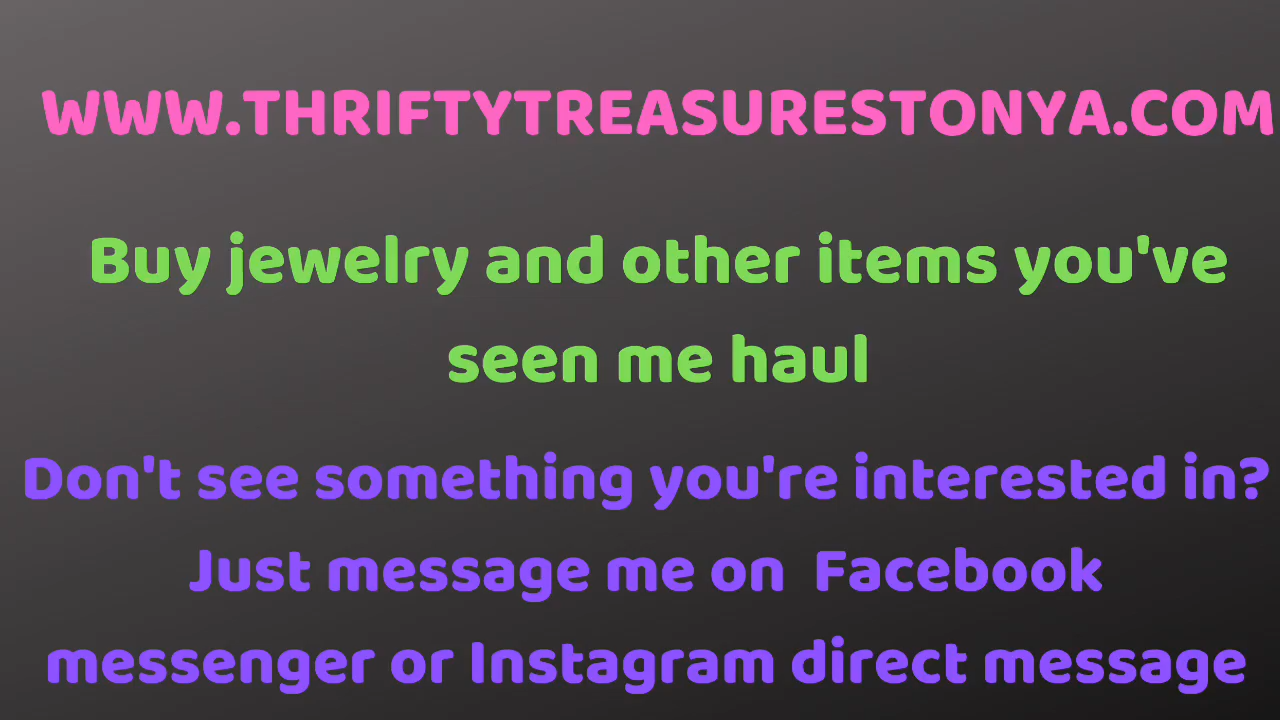 WWW.THRIFTYTREASURESTONYA.COM
Buy jewelry and other items you've
seen me haul
Don't see something you're interested in?
Just message me on Facebook
messenger or Instagram direct message